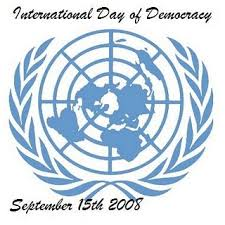 International Day of Democracy
September 15th 2008